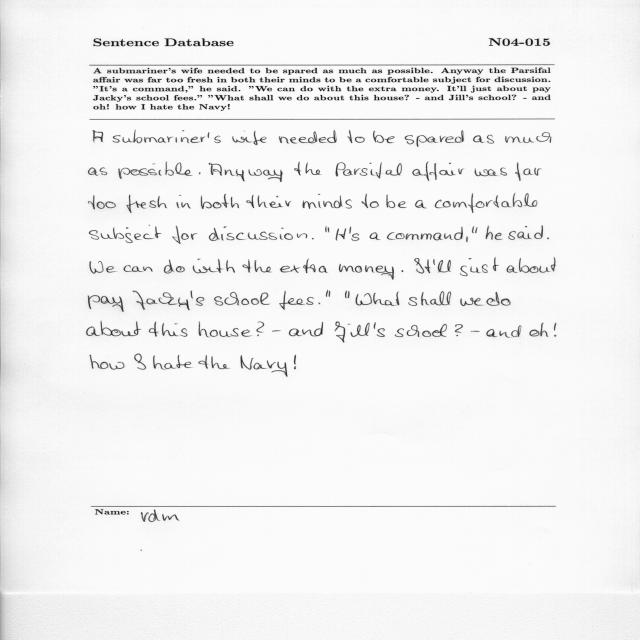 Sentence Database N04-015
A submariner's wife needed to be spared as much as possible. Anyway the Parsifal
affair was far too fresh in both their minds to be a comfortable subject for discussion.
"It's a command," he said. "We can do with the extra money. It'll just about pay
Jacky's school fees." "What shall we do about this house? - and Jill's school? - and
oh! how I hate the Navy!
A submariner's wife needed to be spared as much
as possible. Anyway the Parsifal affair was far
too fresh in both their minds to be a comfortable
subject for discussion. "It's a command," he said.
We can do with the extra money. It'll just about
pay Jacky's school fees." "What shall we do
about this house? - and Jill's school? - and oh!
how I hate the Navy!
Name: vdm